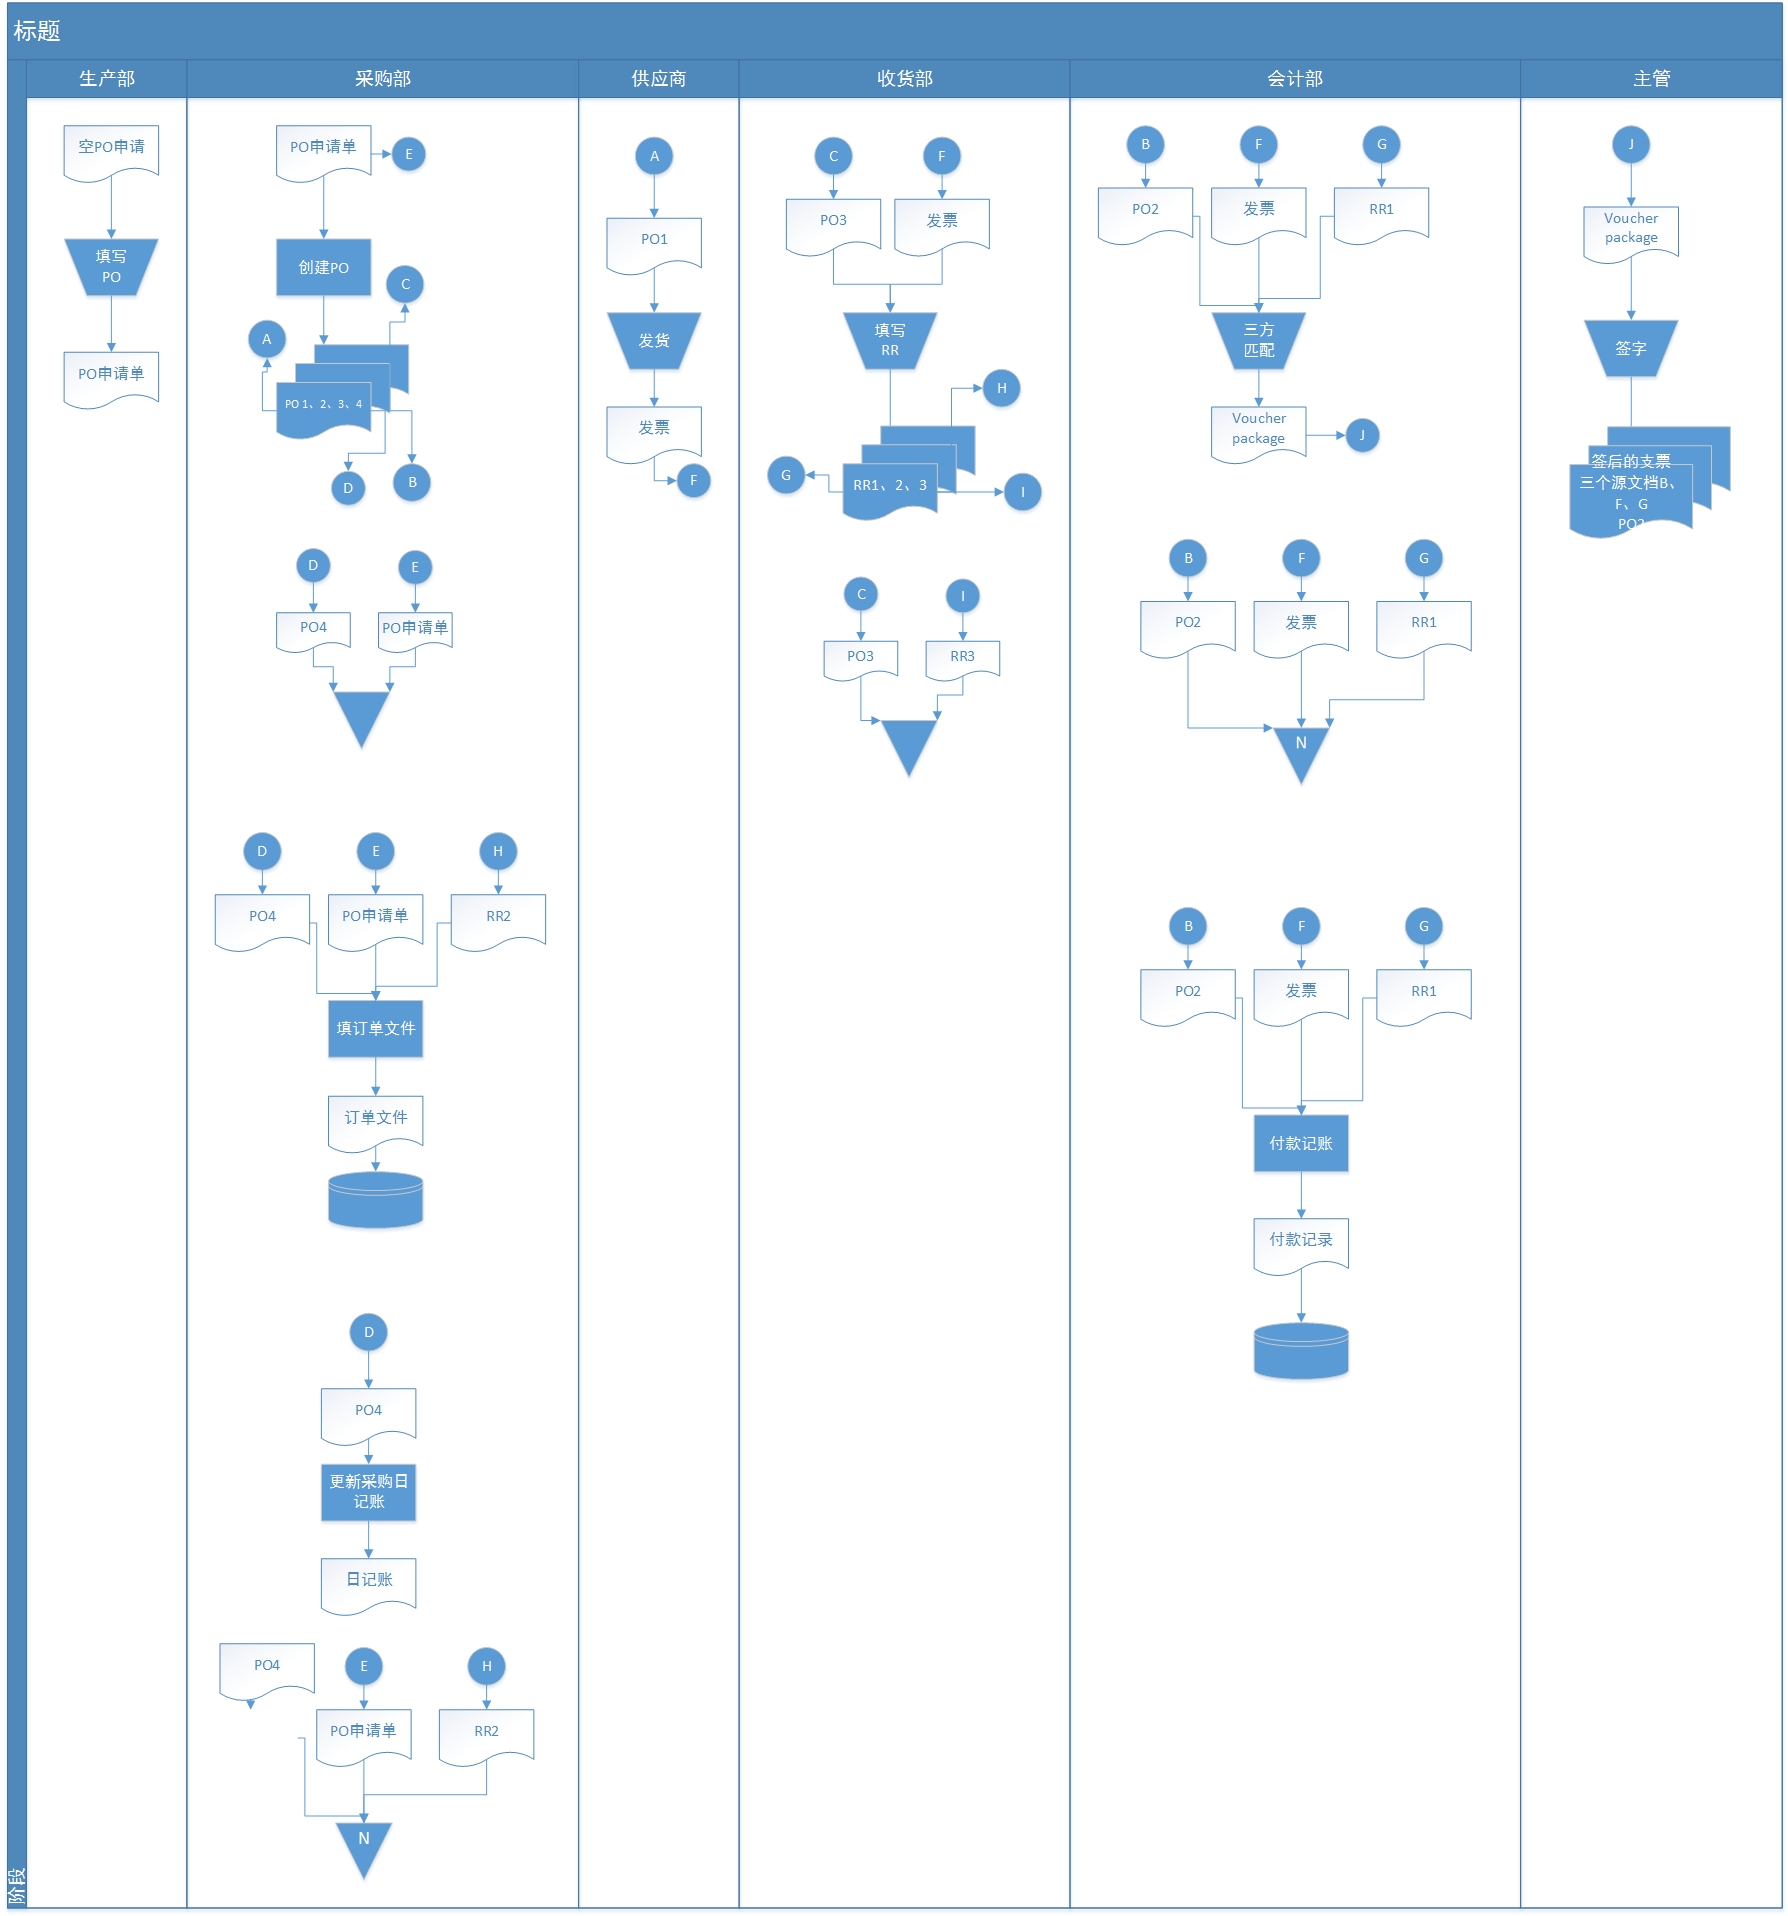 标题
生产部
采购部
供应商
收货部
会计部
主管
空PO申请
填写
PO
PO申请单
PO申请单
E
创建PO
C
A
PO 1、2、3、4
D
B
D
E
PO4
PO申请单
D
E
H
PO4
PO申请单
RR2
填订单文件
订单文件
D
PO4
更新采购日
记账
日记账
PO4
E
H
PO申请单
RR2
N
A
PO1
发货
发票
F
C
F
PO3
发票
填写
RR
H
G
RR1、2、3
I
C
I
PO3
RR3
B
F
G
PO2
发票
RR1
三方
匹配
Voucher
package
J
B
F
G
PO2
发票
RR1
N
B
F
G
PO2
发票
RR1
付款记账
付款记录
J
Voucher
package
签字
签后的支票
三个源文档B、
F、G
PO2
阶段